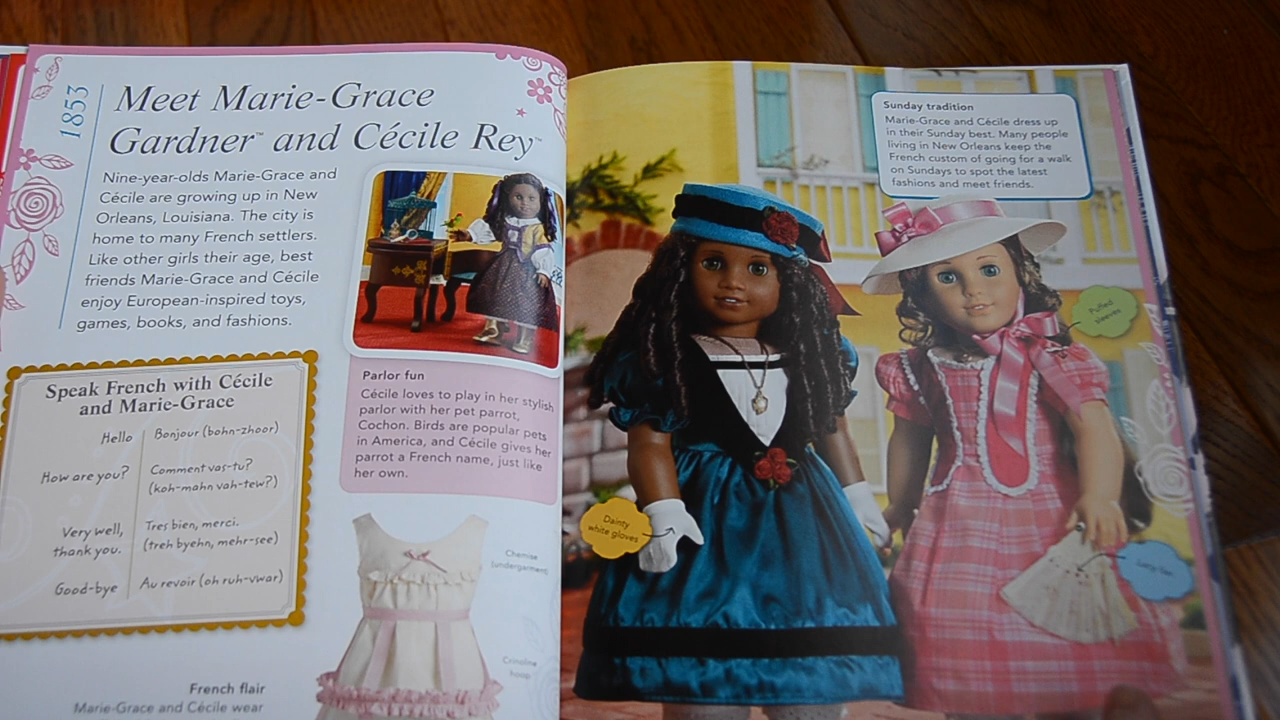 1853
Meet Marie-Grace
Gardner™ and Cécile Rey™
Nine-year-olds Marie-Grace and
Cécile are growing up in New
Orleans, Louisiana. The city is
home to many French settlers.
Like other girls their age, best
friends Marie-Grace and Cécile
enjoy European-inspired toys,
games, books, and fashions.
Speak French with Cécile
and Marie-Grace
Hello Bonjour (bohn-zhoor)
How are you? Comment vas-tu?
(koh-mahn vah-tew?)
Very well, Tres bien, merci.
thank you. (treh byehn, mehr-see)
Good-bye Au revoir (oh ruh-vwar)
Parlor fun
Cécile loves to play in her stylish
parlor with her pet parrot,
Cochon. Birds are popular pets
in America, and Cécile gives her
parrot a French name, just like
her own.
Chemise
(undergarment)
Crinoline
hoop
French flair
Marie-Grace and Cécile wear
Sunday tradition
Marie-Grace and Cécile dress up
in their Sunday best. Many people
living in New Orleans keep the
French custom of going for a walk
on Sundays to spot the latest
fashions and meet friends.
Puffed
sleeves
Dainty
white gloves
Lacy fan